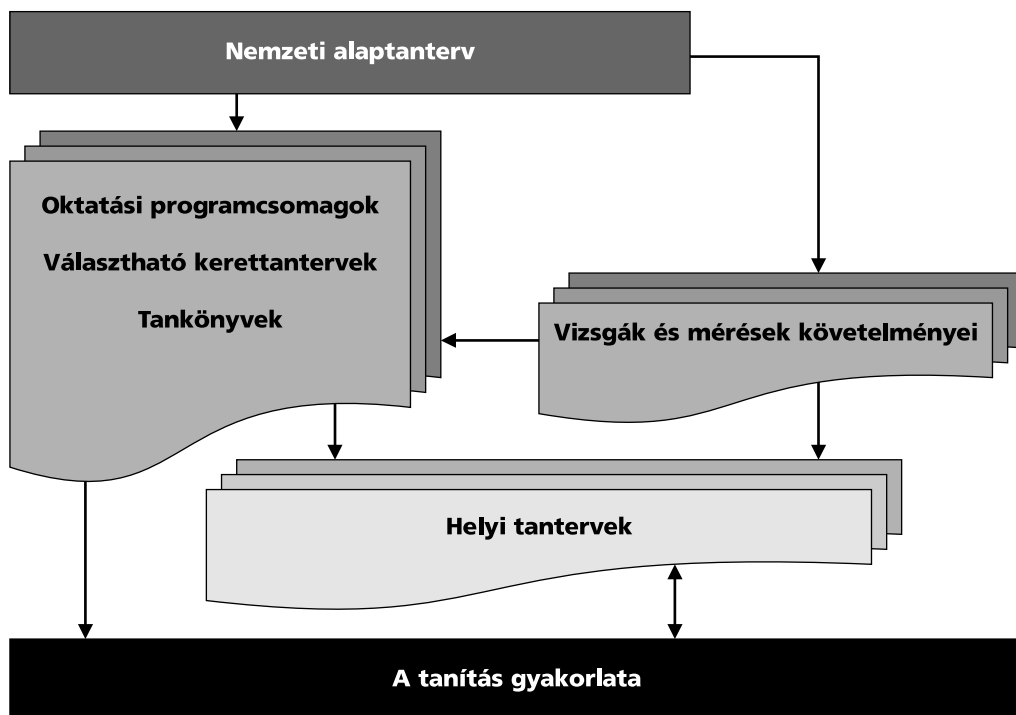 Nemzeti alaptanterv
Oktatási programcsomagok
Választható kerettantervek
Tankönyvek
Vizsgák és mérések követelményei
Helyi tantervek
A tanítás gyakorlata